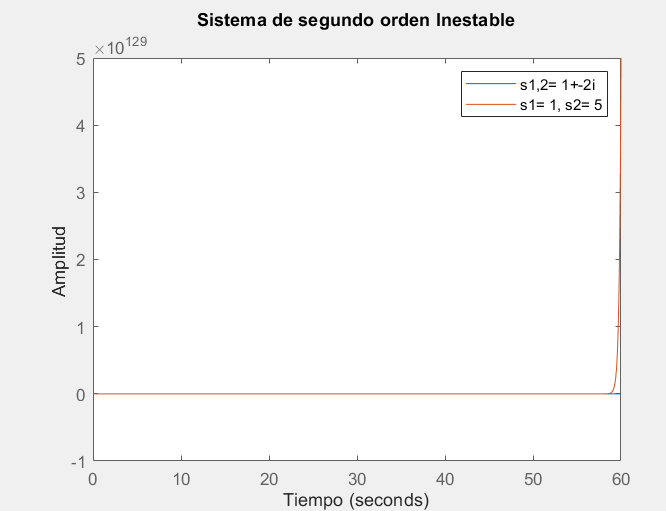 Sistema de segundo orden Inestable
×10^129
5
4
3
2
1
0
-1
Amplitud
s1,2= 1+-2i
s1= 1, s2= 5
0 10 20 30 40 50 60
Tiempo (seconds)